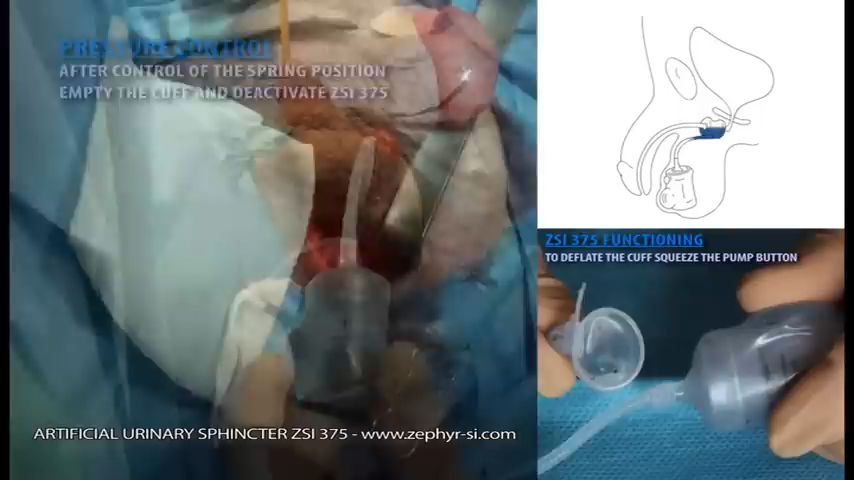 PRESSURE CONTROL
AFTER CONTROL OF THE SPRING POSITION
EMPTY THE CUFF AND DEACTIVATE ZSI 375
ZSI 375 FUNCTIONING
TO DEFLATE THE CUFF SQUEEZE THE PUMP BUTTON
ARTIFICIAL URINARY SPHINCTER ZSI 375 - www.zephyr-si.com